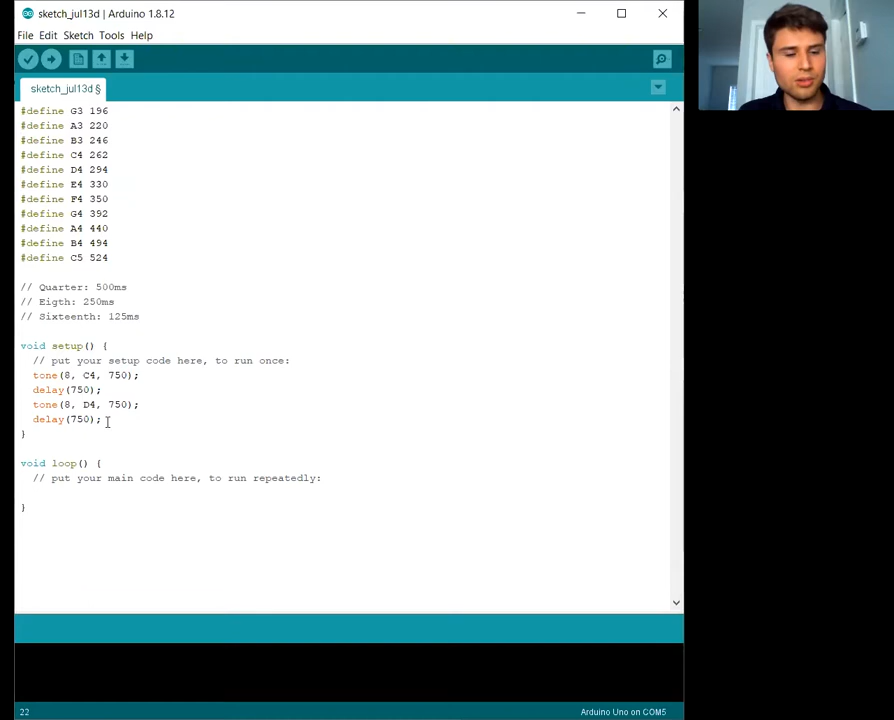 sketch_jul13d | Arduino 1.8.12
File Edit Sketch Tools Help
sketch_jul13d §
#define G3 196
#define A3 220
#define B3 246
#define C4 262
#define D4 294
#define E4 330
#define F4 350
#define G4 392
#define A4 440
#define B4 494
#define C5 524
// Quarter: 500ms
// Eigth: 250ms
// Sixteenth: 125ms
void setup() {
// put your setup code here, to run once:
tone(8, C4, 750);
delay(750);
tone(8, D4, 750);
delay(750);
}
void loop() {
// put your main code here, to run repeatedly:
}
22
Arduino Uno on COM5